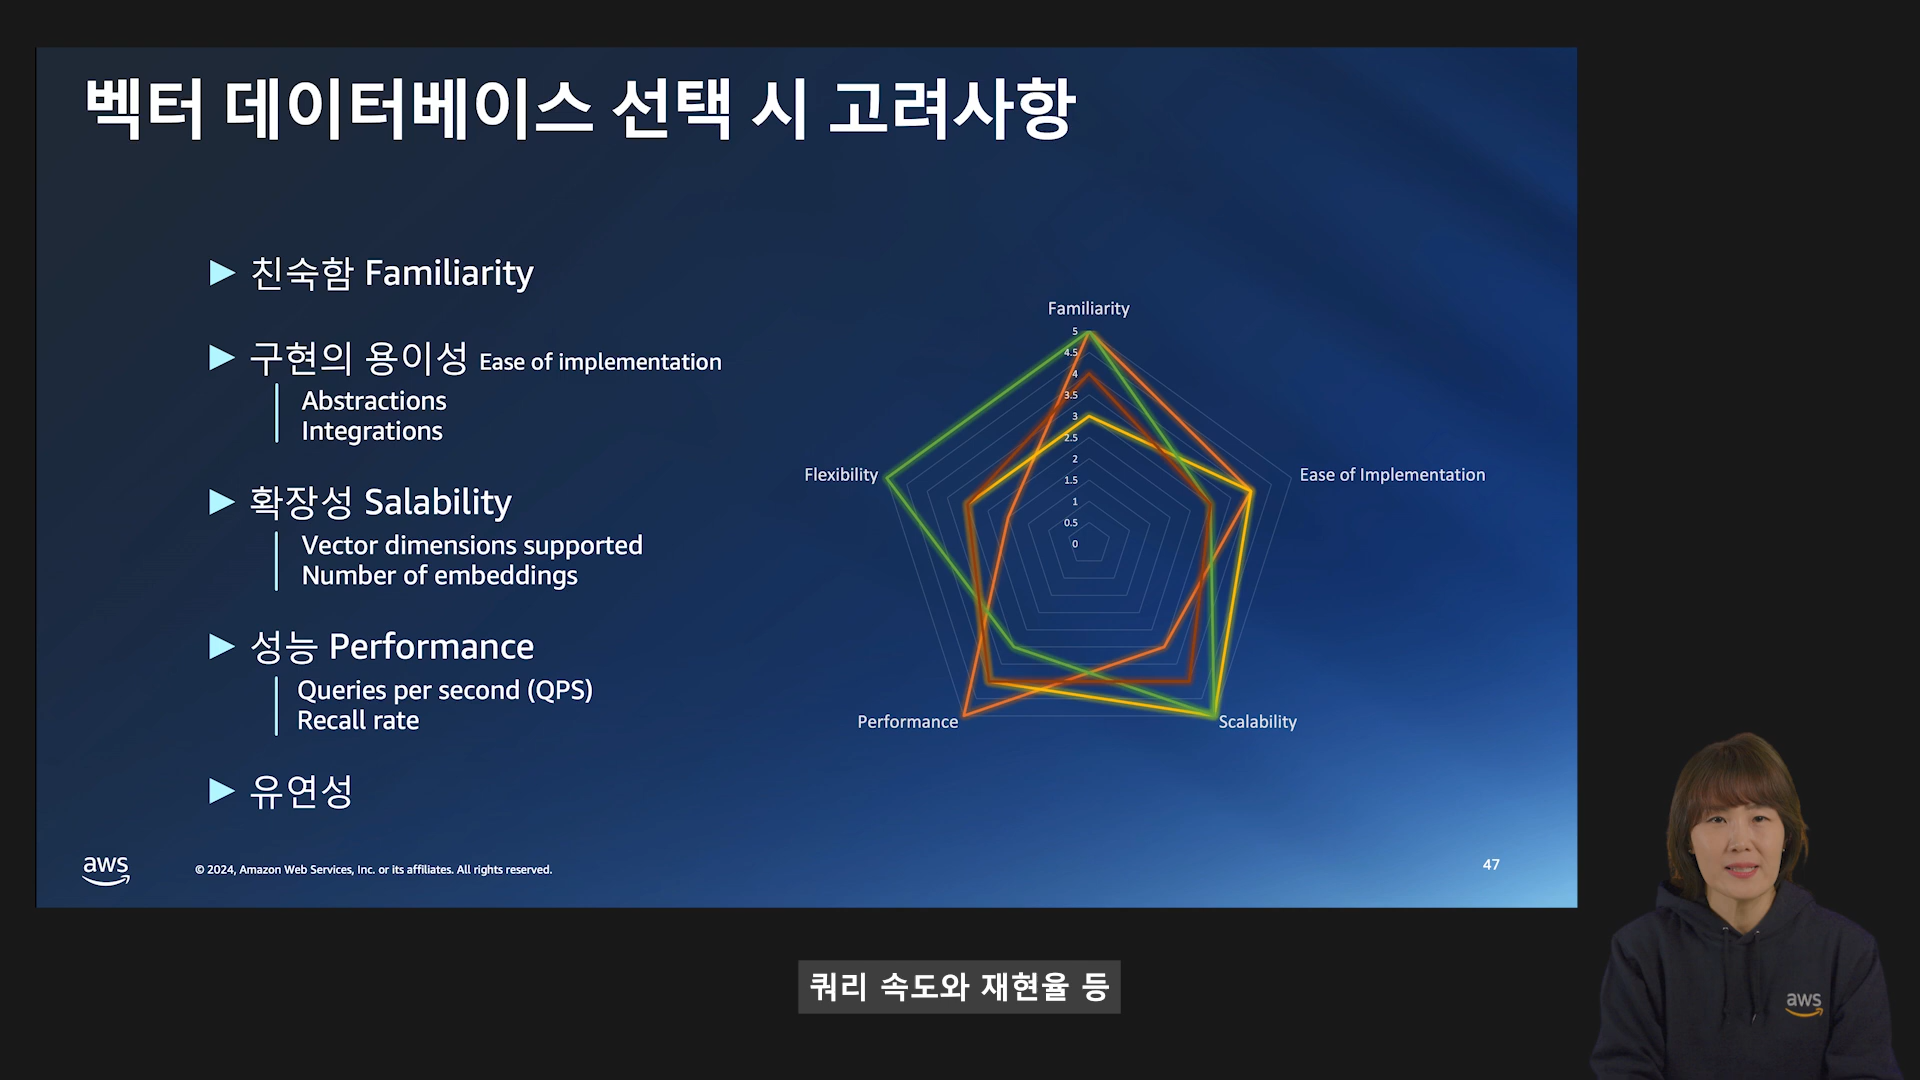 벡터 데이터베이스 선택 시 고려사항
▶ 친숙함 Familiarity
▶ 구현의 용이성 Ease of implementation
Abstractions
Integrations
▶ 확장성 Salability
Vector dimensions supported
Number of embeddings
▶ 성능 Performance
Queries per second (QPS)
Recall rate
▶ 유연성
Familiarity
5
4.5
4
3.5
3
2.5
2
1.5
1
0.5
0
Flexibility
Ease of Implementation
Performance
Scalability
aws
© 2024, Amazon Web Services, Inc. or its affiliates. All rights reserved.
47
aws
쿼리 속도와 재현율 등